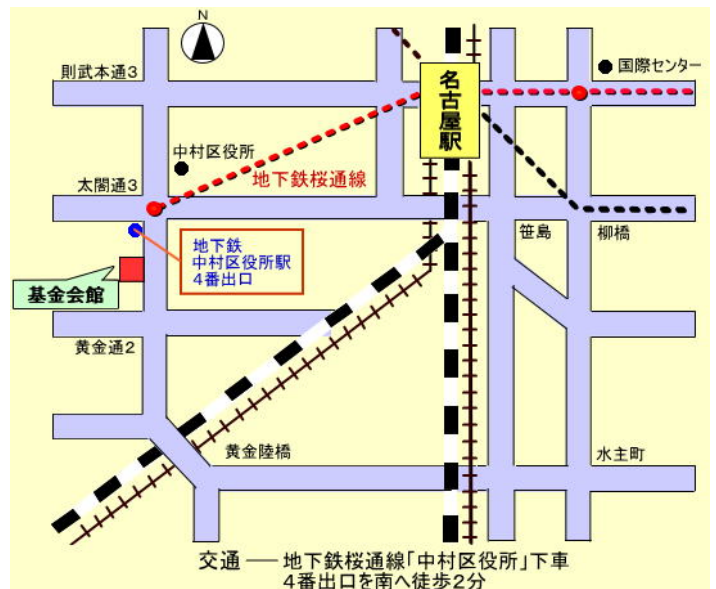 N
則武本通3
国際センター
名古屋駅
中村区役所
地下鉄桜通線
太閤通3
笹島
柳橋
地下鉄
中村区役所駅
4番出口
基金会館
黄金通2
黄金陸橋
水主町
交通 ── 地下鉄桜通線「中村区役所」下車
4番出口を南へ徒歩2分